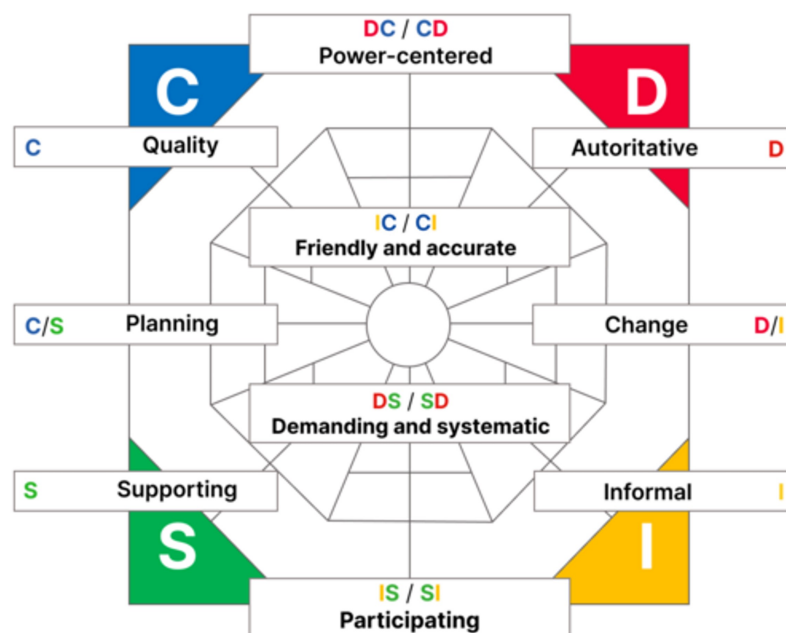 DC / CD
Power-centered
C
D
C Quality
Autoritative D
IC / CI
Friendly and accurate
C/S Planning
Change D/I
DS / SD
Demanding and systematic
S Supporting
Informal I
S
I
IS / SI
Participating